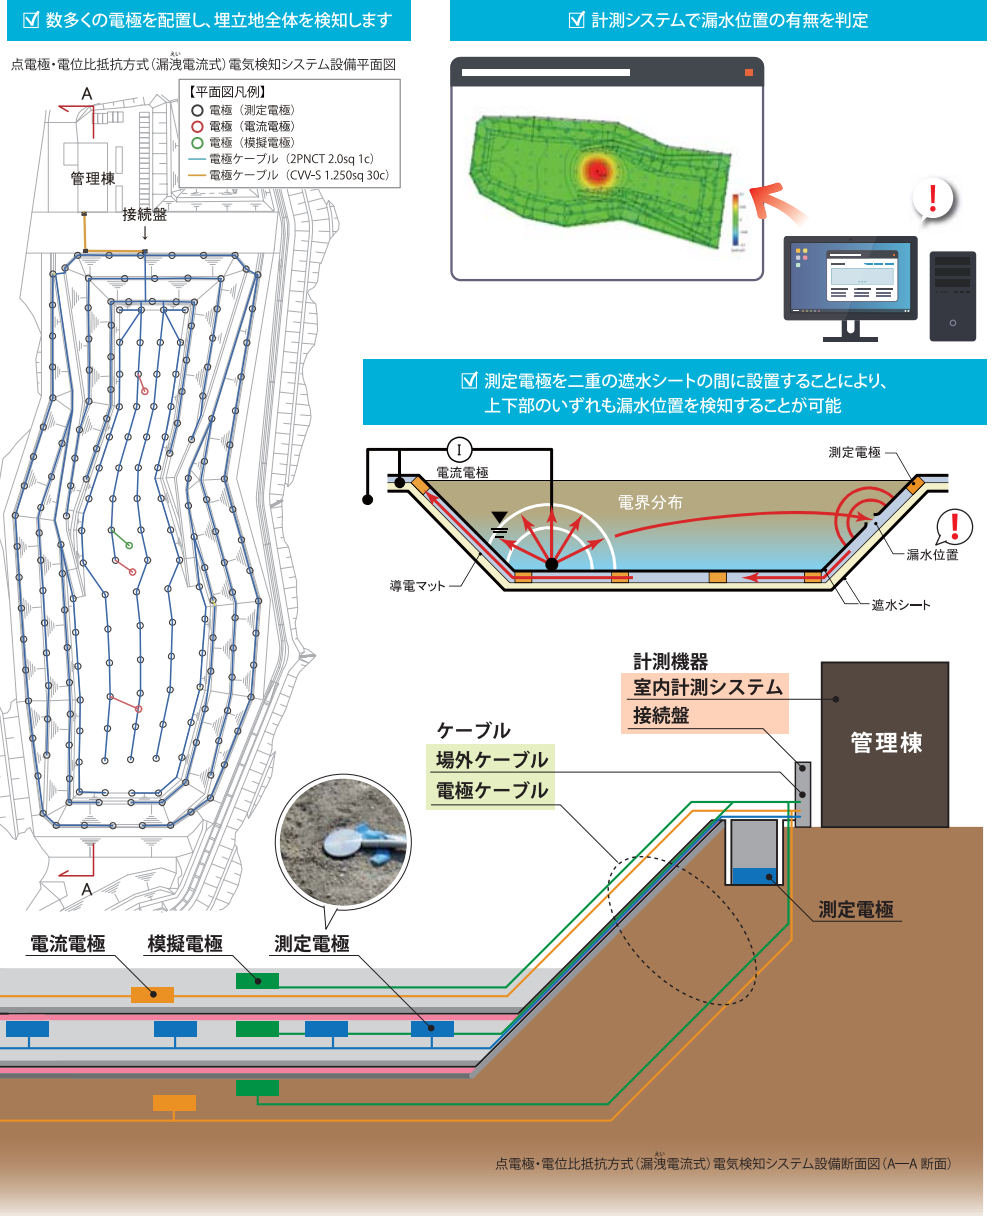 数多くの電極を配置し、埋立地全体を検知します
点電極・電位比抵抗方式（漏洩電流式）電気検知システム設備平面図
えい
A
【平面図凡例】
電極（測定電極）
電極（電流電極）
電極（模擬電極）
電極ケーブル（2PNCT 2.0sq 1c）
電極ケーブル（CVV-S 1.250sq 30c）
管理棟
接続盤
↓
A
計測システムで漏水位置の有無を判定
!
測定電極を二重の遮水シートの間に設置することにより、
上下部のいずれも漏水位置を検知することが可能
I
電流電極
測定電極
電界分布
!
漏水位置
導電マット
遮水シート
計測機器
室内計測システム
接続盤
管理棟
ケーブル
場外ケーブル
電極ケーブル
測定電極
電流電極
模擬電極
測定電極
えい
点電極・電位比抵抗方式（漏洩電流式）電気検知システム設備断面図（A—A 断面）